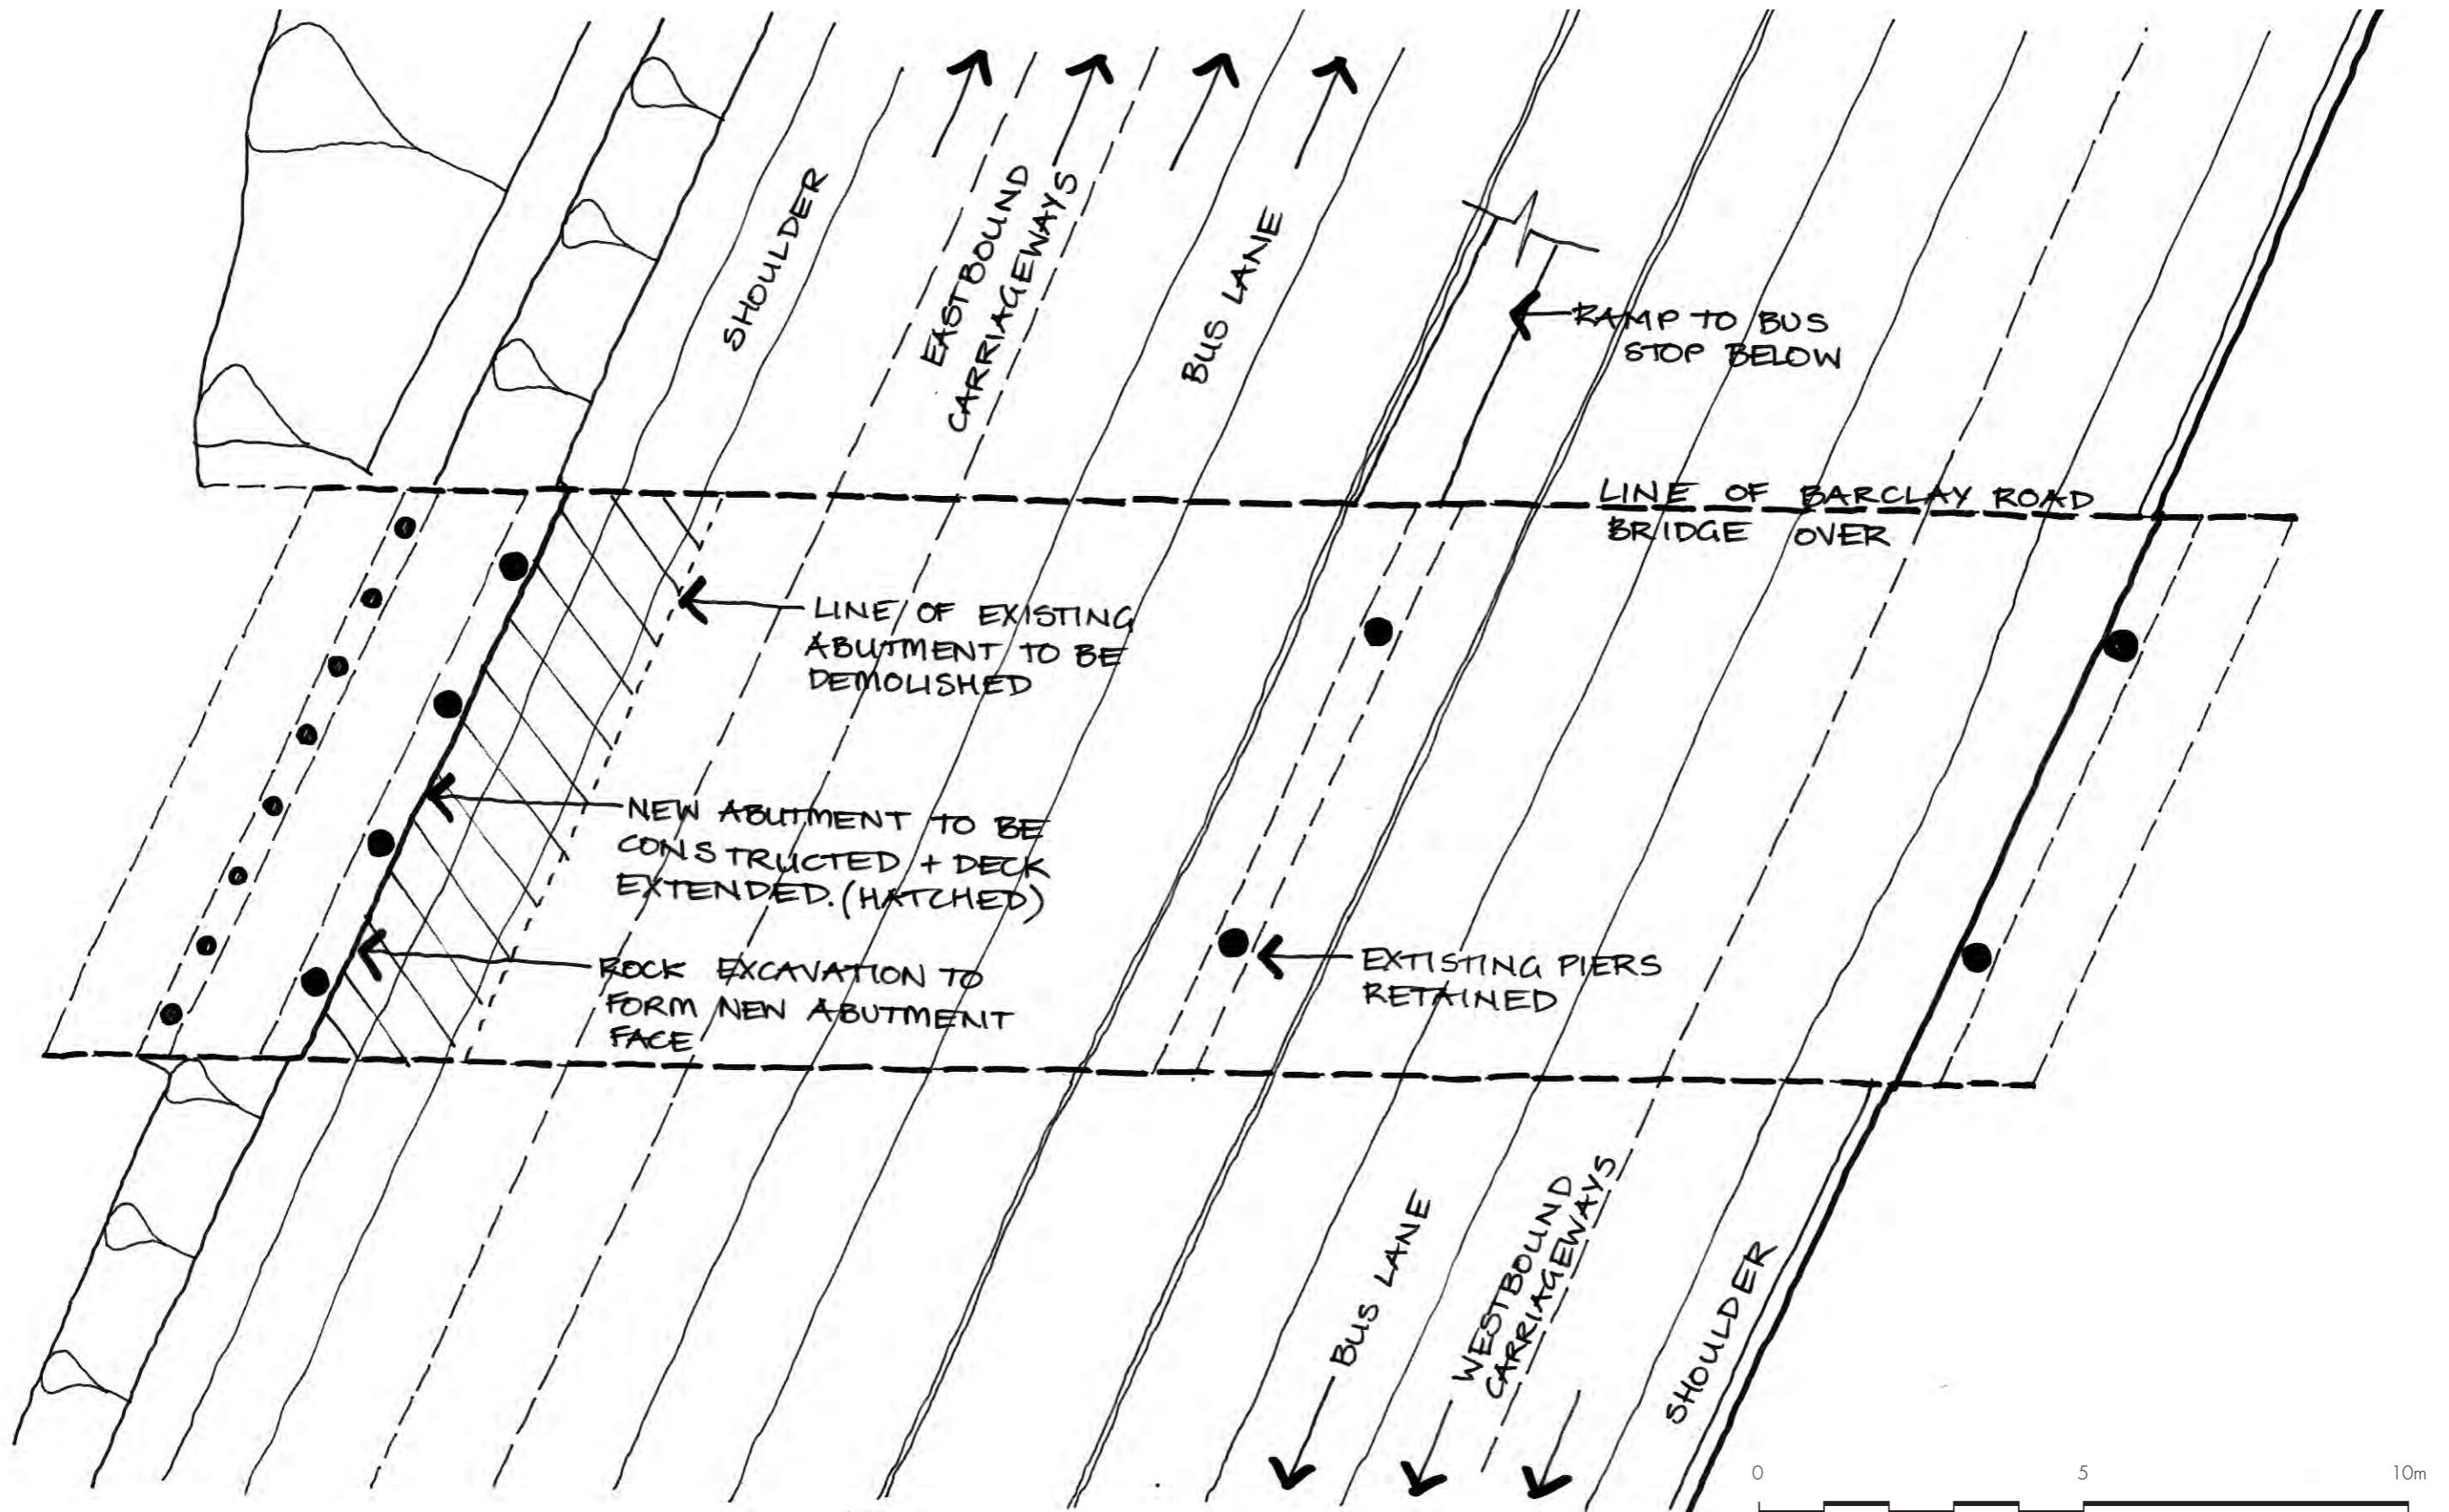 SHOULDER
EASTBOUND
CARRIAGEWAYS
BUS LANE
RAMP TO BUS
STOP BELOW
LINE OF BARCLAY ROAD
BRIDGE OVER
LINE OF EXISTING
ABUTMENT TO BE
DEMOLISHED
NEW ABUTMENT TO BE
CONSTRUCTED + DECK
EXTENDED. (HATCHED)
ROCK EXCAVATION TO
FORM NEW ABUTMENT
FACE
EXTISTING PIERS
RETAINED
BUS LANE
WESTBOUND
CARRIAGEWAYS
SHOULDER
0 5 10m